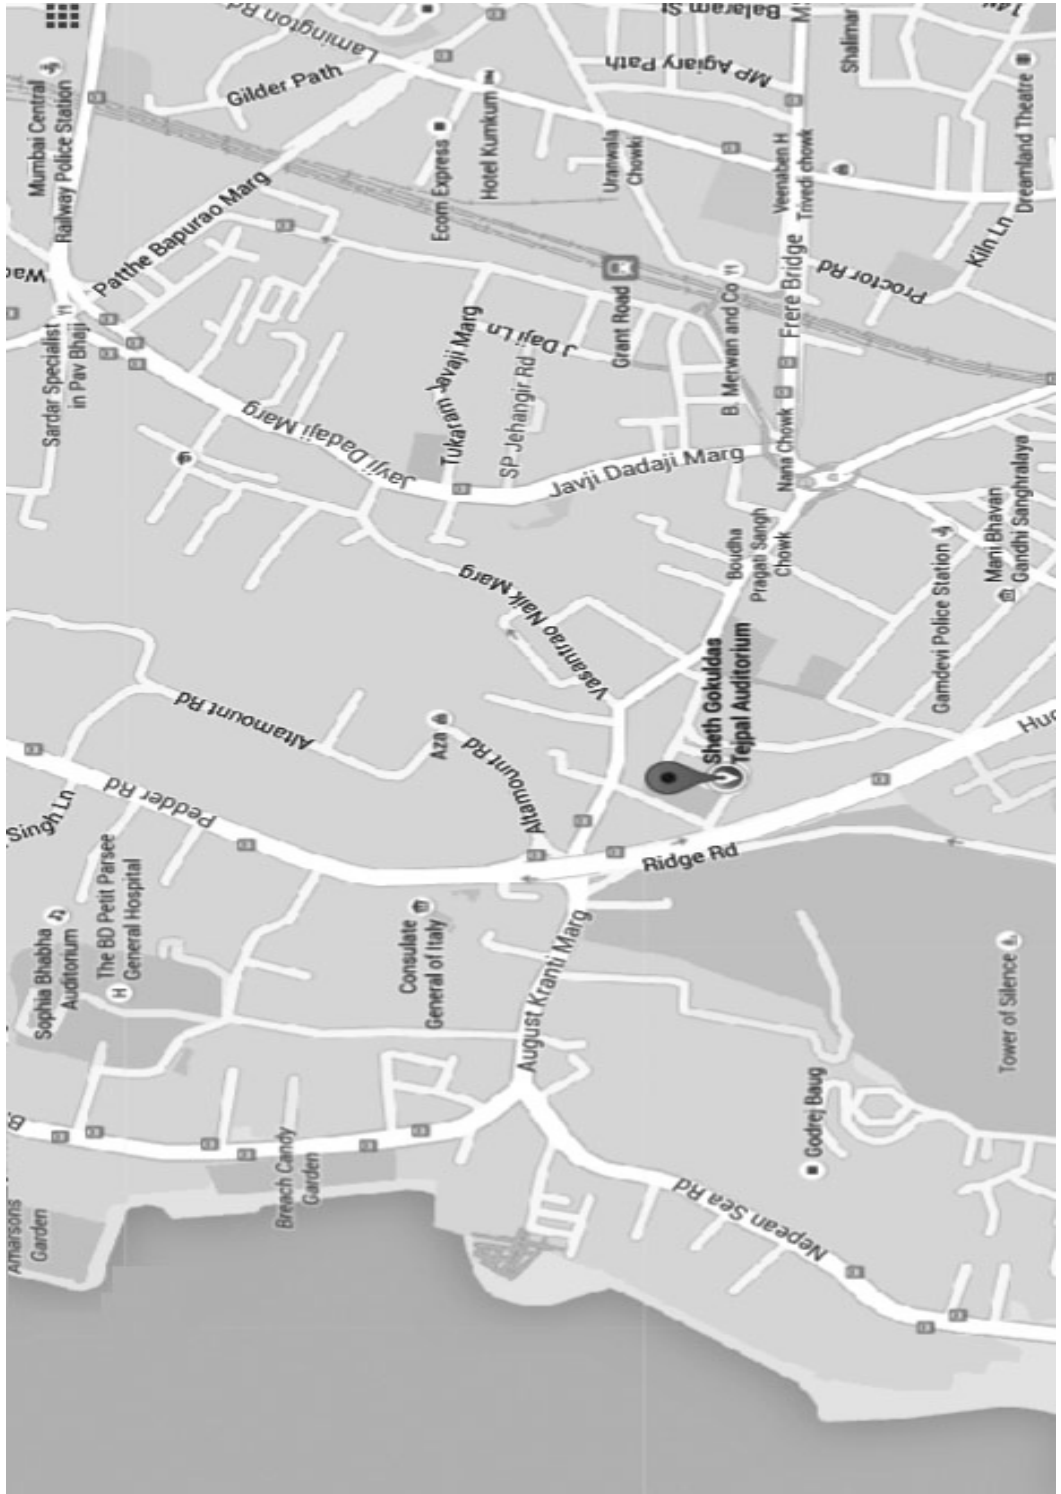 Mumbai Central
Railway Police Station
Lamington Rd
Gilder Path
Balaram St
MP Agiary Path
Shalimar
Hotel Kumkum
Ecom Express
Uranwala
Chowki
Veenaben H
Trivedi chowk
Dreamland Theatre
Kiln Ln
Proctor Rd
Frere Bridge
Patthe Bapurao Marg
Sardar Specialist
in Pav Bhaji
Grant Road
J Daji Ln
B. Merwan and Co
Tukaram Javaji Marg
SP Jehangir Rd
Javji Dadaji Marg
Javji Dadaji Marg
Nana Chowk
Boudha
Pragati Sangh
Chowk
Mani Bhavan
Gandhi Sanghralaya
Gamdevi Police Station
Vasantrao Naik Marg
Sheth Gokuldas
Tejpal Auditorium
Altamount Rd
Aza
Altamount Rd
Altamount Rd
Pedder Rd
Singh Ln
Ridge Rd
The BD Petit Parsee
General Hospital
Sophia Bhabha
Auditorium
Consulate
General of Italy
August Kranti Marg
Tower of Silence
Godrej Baug
Breach Candy
Garden
Amarsons
Garden
Nepean Sea Rd